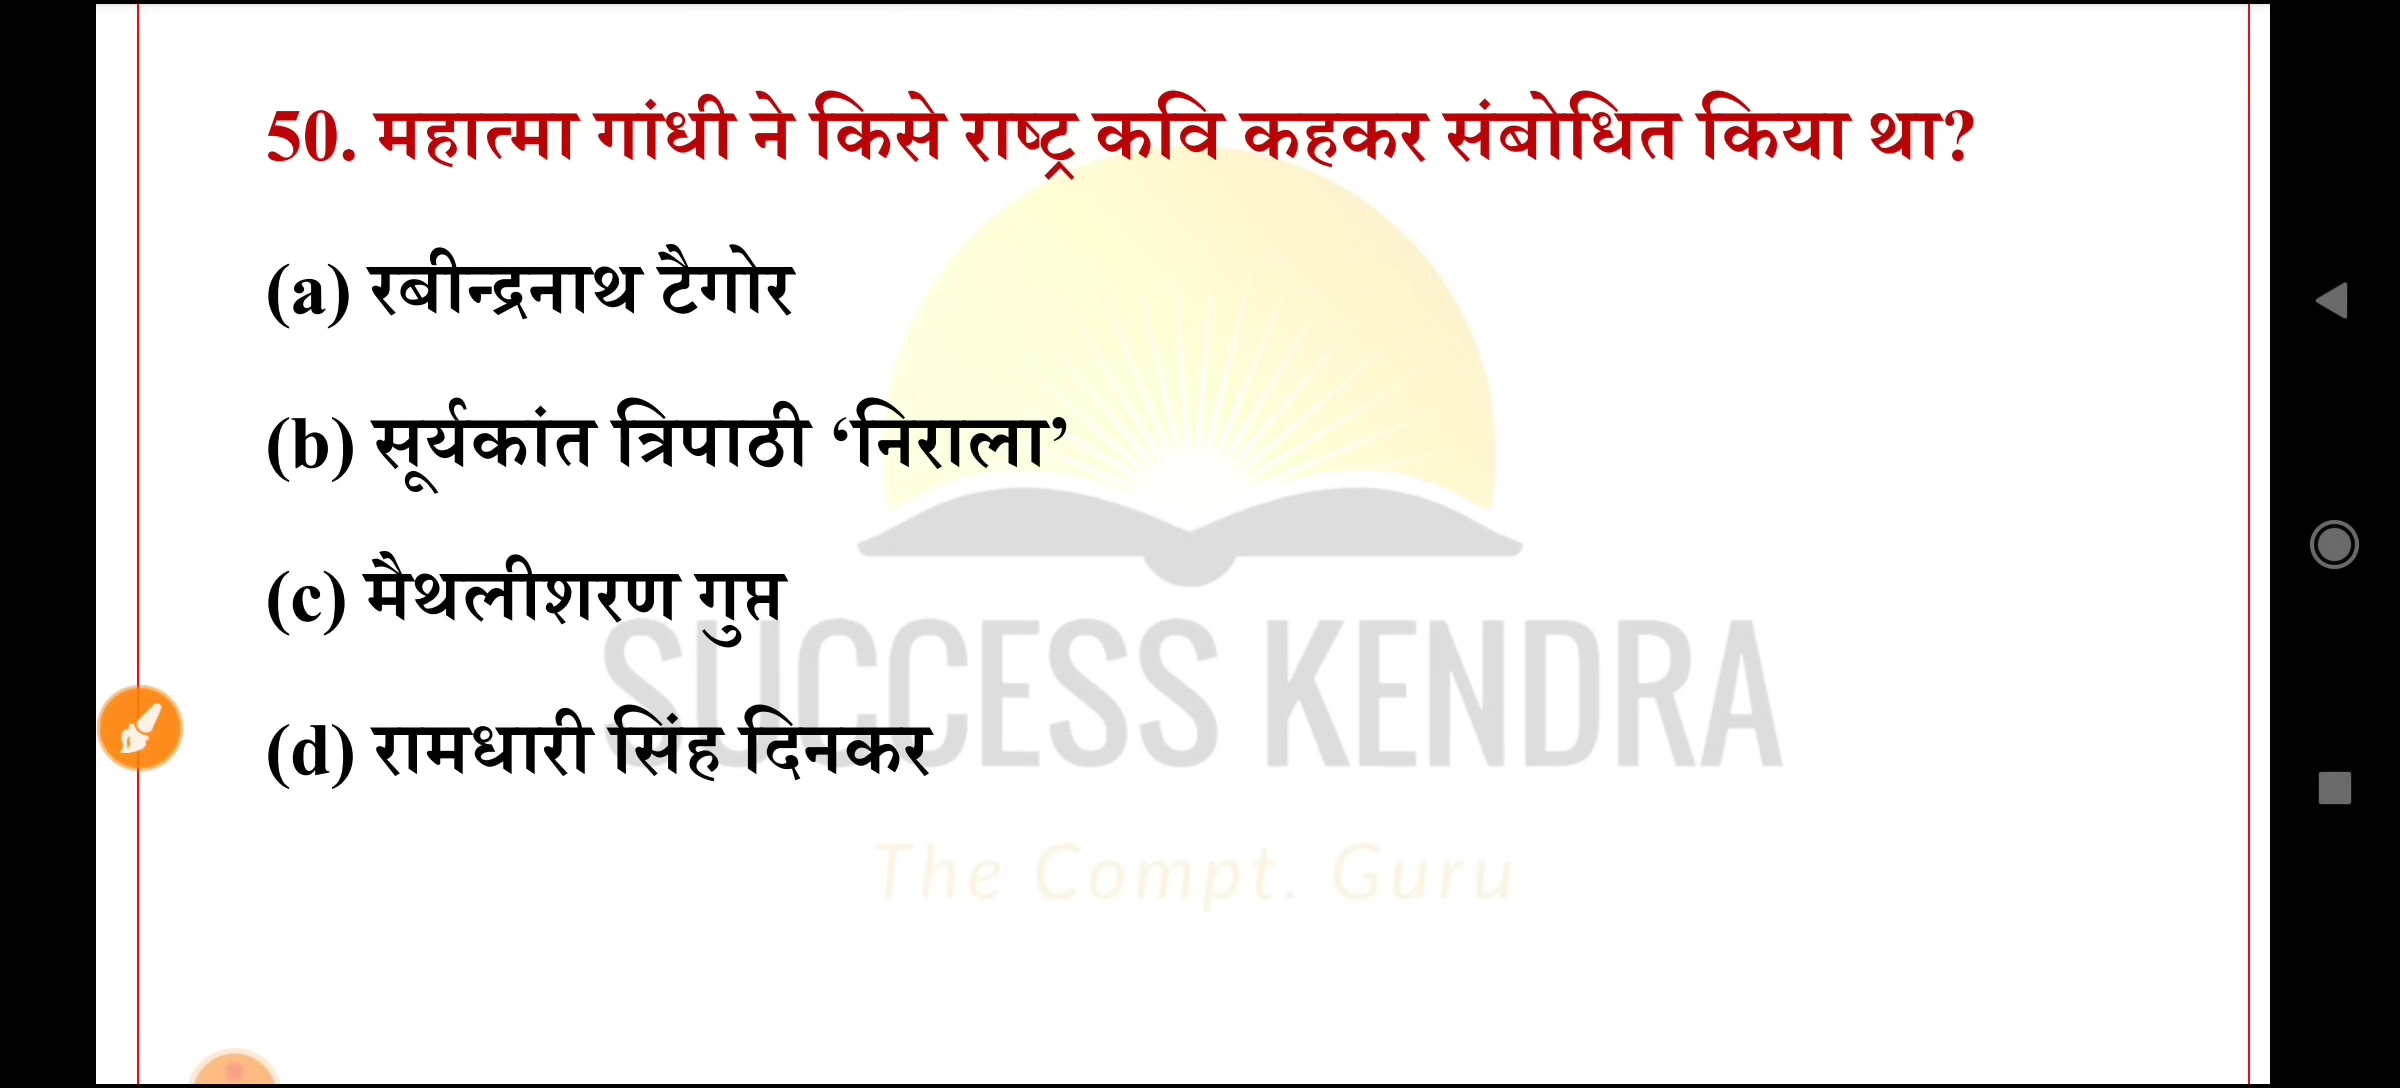 50. महात्मा गांधी ने किसे राष्ट्र कवि कहकर संबोधित किया था?
(a) रबीन्द्रनाथ टैगोर
(b) सूर्यकांत त्रिपाठी ‘निराला’
(c) मैथलीशरण गुप्त
(d) रामधारी सिंह दिनकर
SUCCESS KENDRA
The Compt. Guru